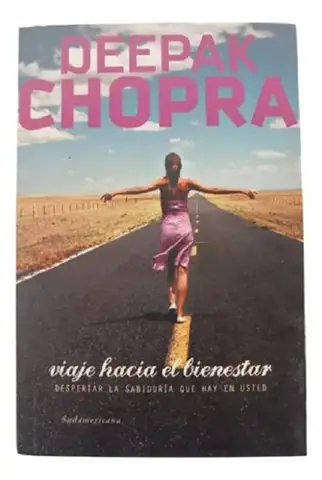 DEEPAK
CHOPRA
viaje hacia el bienestar
DESPERTAR LA SABIDURÍA QUE HAY EN USTED
Sudamericana